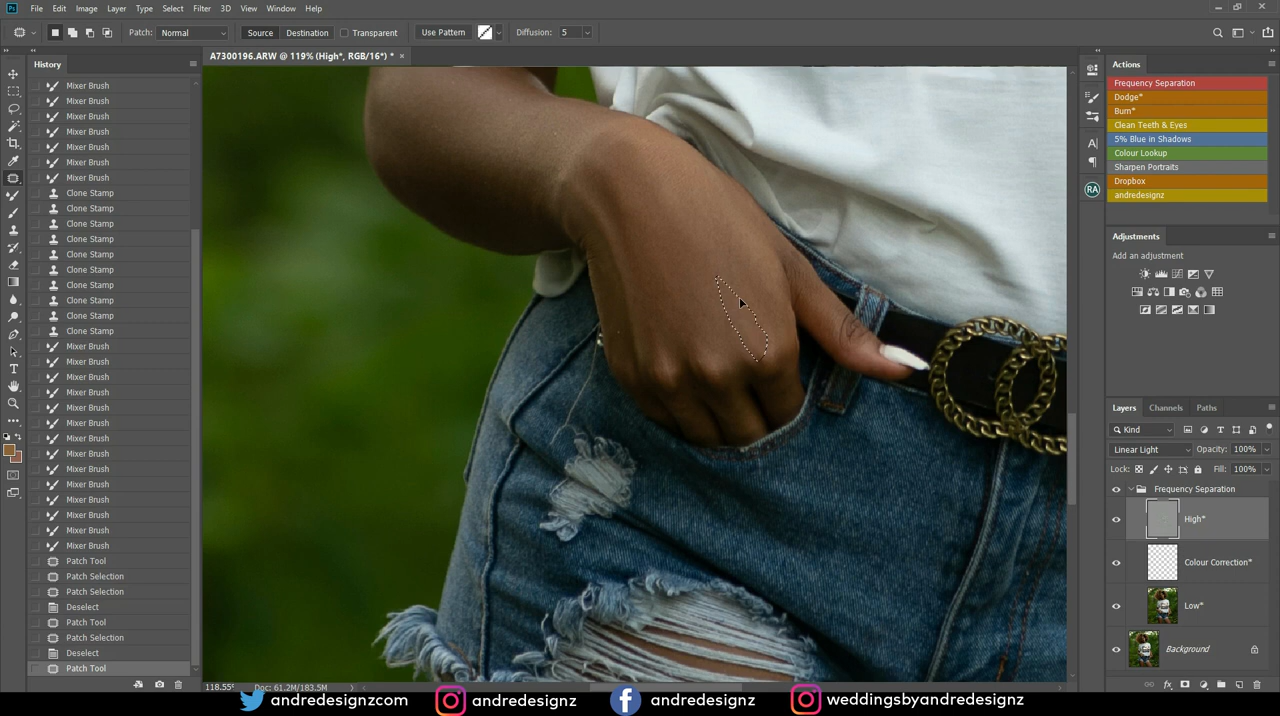 Ps File Edit Image Layer Type Select Filter 3D View Window Help
Patch: Normal Source Destination Transparent Use Pattern Diffusion: 5
A7300196.ARW @ 119% (High*, RGB/16*) * ×
History
Mixer Brush
Mixer Brush
Mixer Brush
Mixer Brush
Mixer Brush
Mixer Brush
Mixer Brush
Clone Stamp
Clone Stamp
Clone Stamp
Clone Stamp
Clone Stamp
Clone Stamp
Clone Stamp
Clone Stamp
Clone Stamp
Clone Stamp
Mixer Brush
Mixer Brush
Mixer Brush
Mixer Brush
Mixer Brush
Mixer Brush
Mixer Brush
Mixer Brush
Mixer Brush
Mixer Brush
Mixer Brush
Mixer Brush
Mixer Brush
Mixer Brush
Patch Tool
Patch Selection
Patch Selection
Deselect
Patch Tool
Patch Selection
Deselect
Patch Tool
118.55% Doc: 61.2M/183.5M
Actions
Frequency Separation
Dodge*
Burn*
Clean Teeth & Eyes
5% Blue in Shadows
Colour Lookup
Sharpen Portraits
Dropbox
andredesignz
RA
Adjustments
Add an adjustment
Layers Channels Paths
Kind
Linear Light Opacity: 100%
Lock: Fill: 100%
Frequency Separation
High*
Colour Correction*
Low*
Background
andredesignzcom andredesignz andredesignz weddingsbyandredesignz